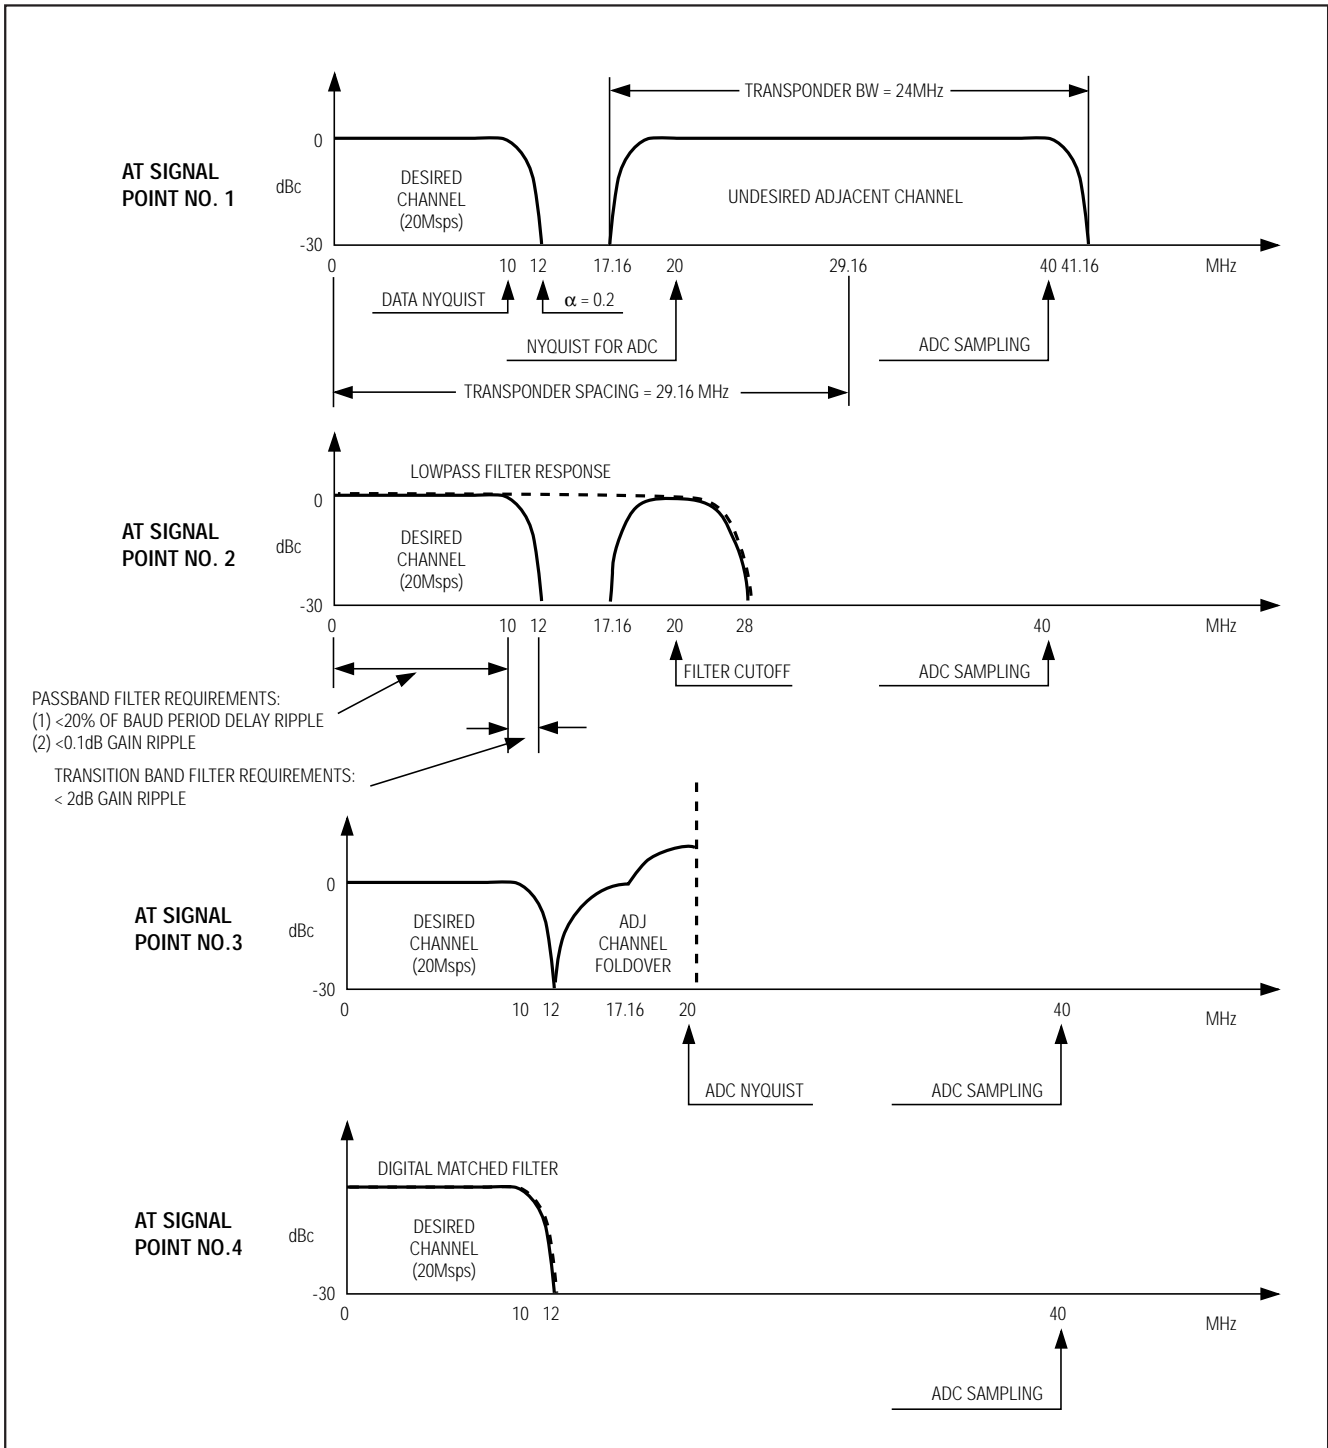 TRANSPONDER BW = 24MHz
0
AT SIGNAL
POINT NO. 1
dBc
DESIRED
CHANNEL
(20Msps)
UNDESIRED ADJACENT CHANNEL
-30
0 10 12 17.16 20 29.16 40 41.16 MHz
DATA NYQUIST
α = 0.2
NYQUIST FOR ADC
ADC SAMPLING
TRANSPONDER SPACING = 29.16 MHz
LOWPASS FILTER RESPONSE
0
AT SIGNAL
POINT NO. 2
dBc
DESIRED
CHANNEL
(20Msps)
-30
0 10 12 17.16 20 28 40 MHz
FILTER CUTOFF
ADC SAMPLING
PASSBAND FILTER REQUIREMENTS:
(1) <20% OF BAUD PERIOD DELAY RIPPLE
(2) <0.1dB GAIN RIPPLE
TRANSITION BAND FILTER REQUIREMENTS:
< 2dB GAIN RIPPLE
0
AT SIGNAL
POINT NO.3
dBc
DESIRED
CHANNEL
(20Msps)
ADJ
CHANNEL
FOLDOVER
-30
0 10 12 17.16 20 40 MHz
ADC NYQUIST
ADC SAMPLING
DIGITAL MATCHED FILTER
AT SIGNAL
POINT NO.4
dBc
DESIRED
CHANNEL
(20Msps)
-30
0 10 12 40 MHz
ADC SAMPLING